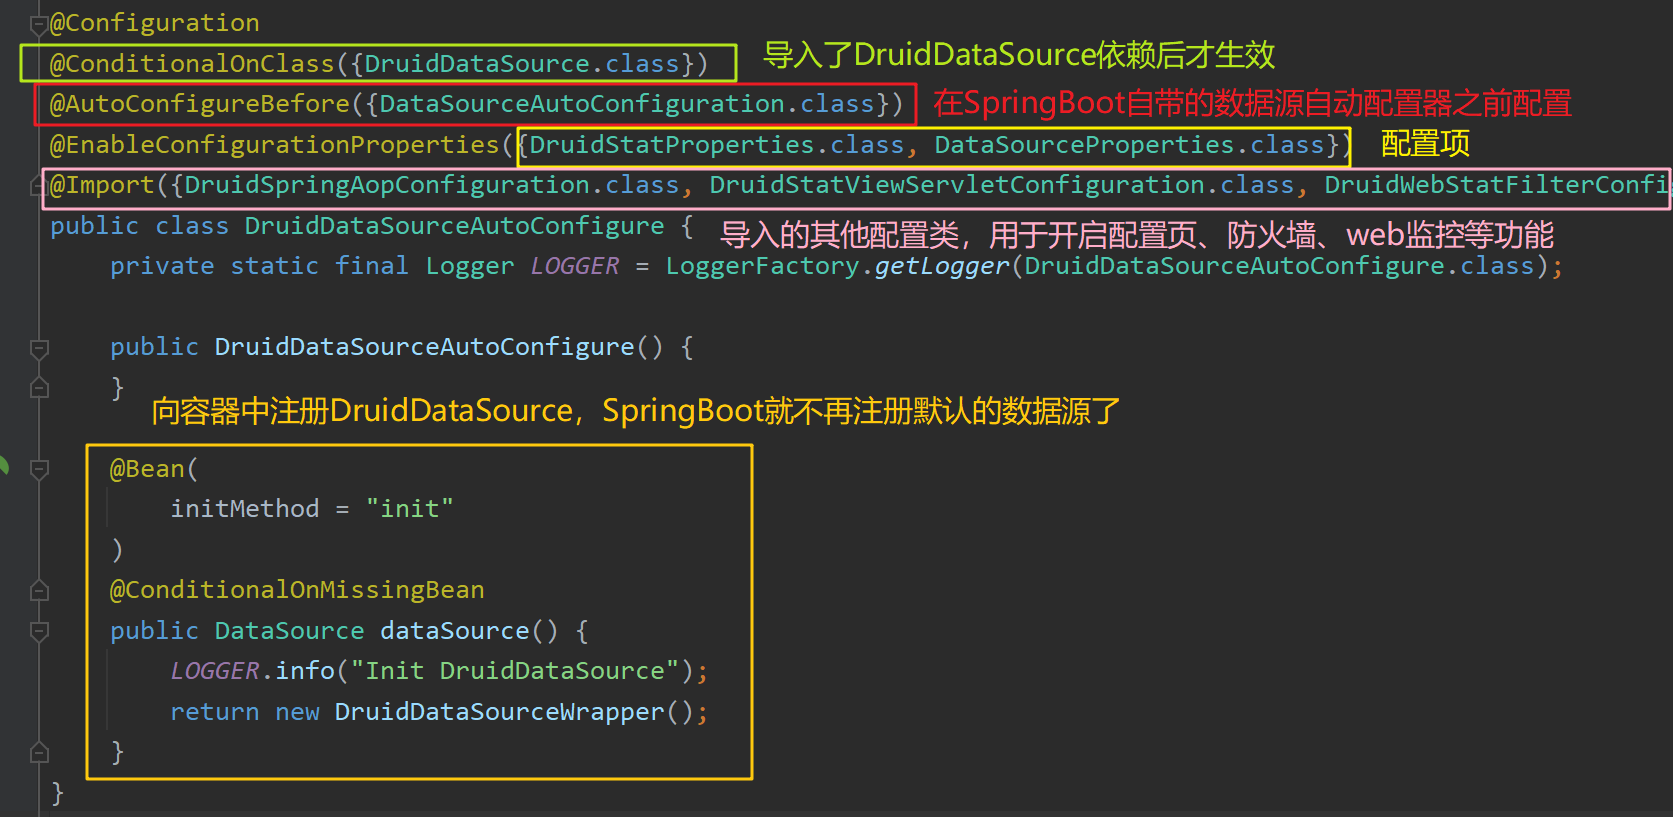 @Configuration
@ConditionalOnClass({DruidDataSource.class}) 导入了DruidDataSource依赖后才生效
@AutoConfigureBefore({DataSourceAutoConfiguration.class}) 在SpringBoot自带的数据源自动配置器之前配置
@EnableConfigurationProperties({DruidStatProperties.class, DataSourceProperties.class}) 配置项
@Import({DruidSpringAopConfiguration.class, DruidStatViewServletConfiguration.class, DruidWebStatFilterConfi
public class DruidDataSourceAutoConfigure { 导入的其他配置类，用于开启配置页、防火墙、web监控等功能
private static final Logger LOGGER = LoggerFactory.getLogger(DruidDataSourceAutoConfigure.class);
public DruidDataSourceAutoConfigure() {
}
向容器中注册DruidDataSource，SpringBoot就不再注册默认的数据源了
@Bean(
initMethod = "init"
)
@ConditionalOnMissingBean
public DataSource dataSource() {
LOGGER.info("Init DruidDataSource");
return new DruidDataSourceWrapper();
}
}